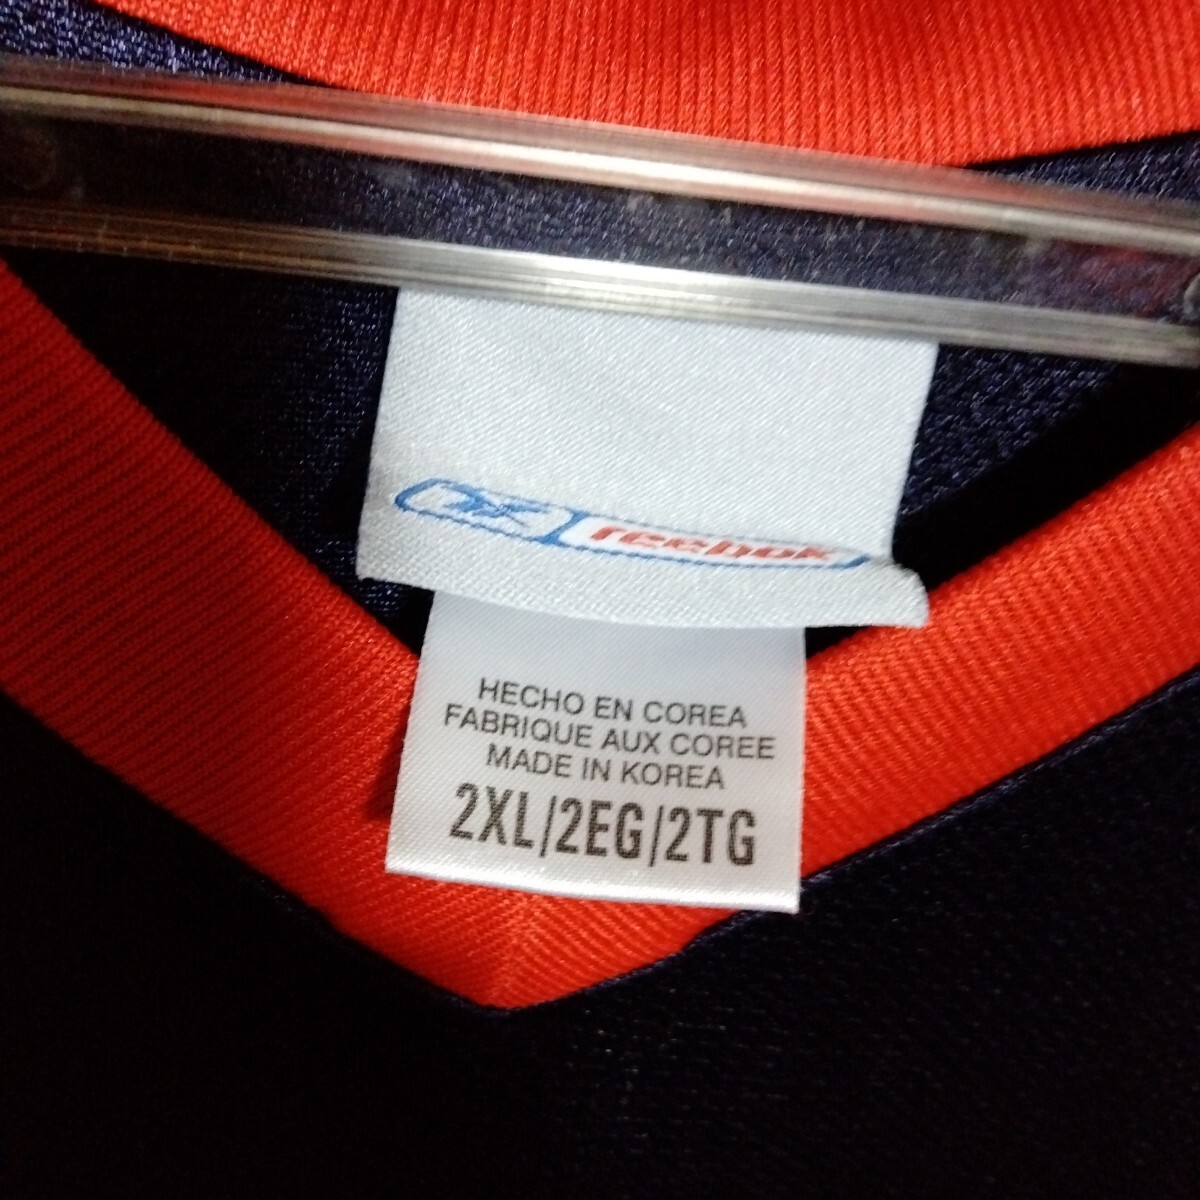 reebok
HECHO EN COREA
FABRIQUE AUX COREE
MADE IN KOREA
2XL/2EG/2TG